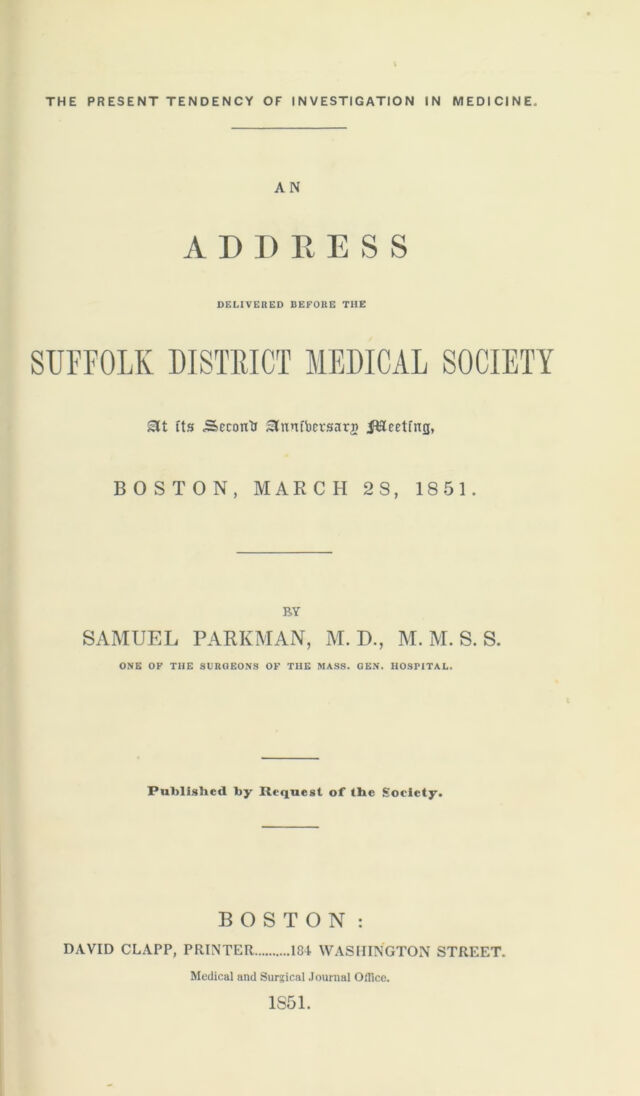 THE PRESENT TENDENCY OF INVESTIGATION IN MEDICINE.
AN
ADDRESS
DELIVERED BEFORE THE
SUFFOLK DISTRICT MEDICAL SOCIETY
At its Second Anniversary Meeting,
BOSTON, MARCH 28, 1851.
BY
SAMUEL PARKMAN, M. D., M. M. S. S.
ONE OF THE SURGEONS OF THE MASS. GEN. HOSPITAL.
Published by Request of the Society.
BOSTON:
DAVID CLAPP, PRINTER..........184 WASHINGTON STREET.
Medical and Surgical Journal Office.
1851.